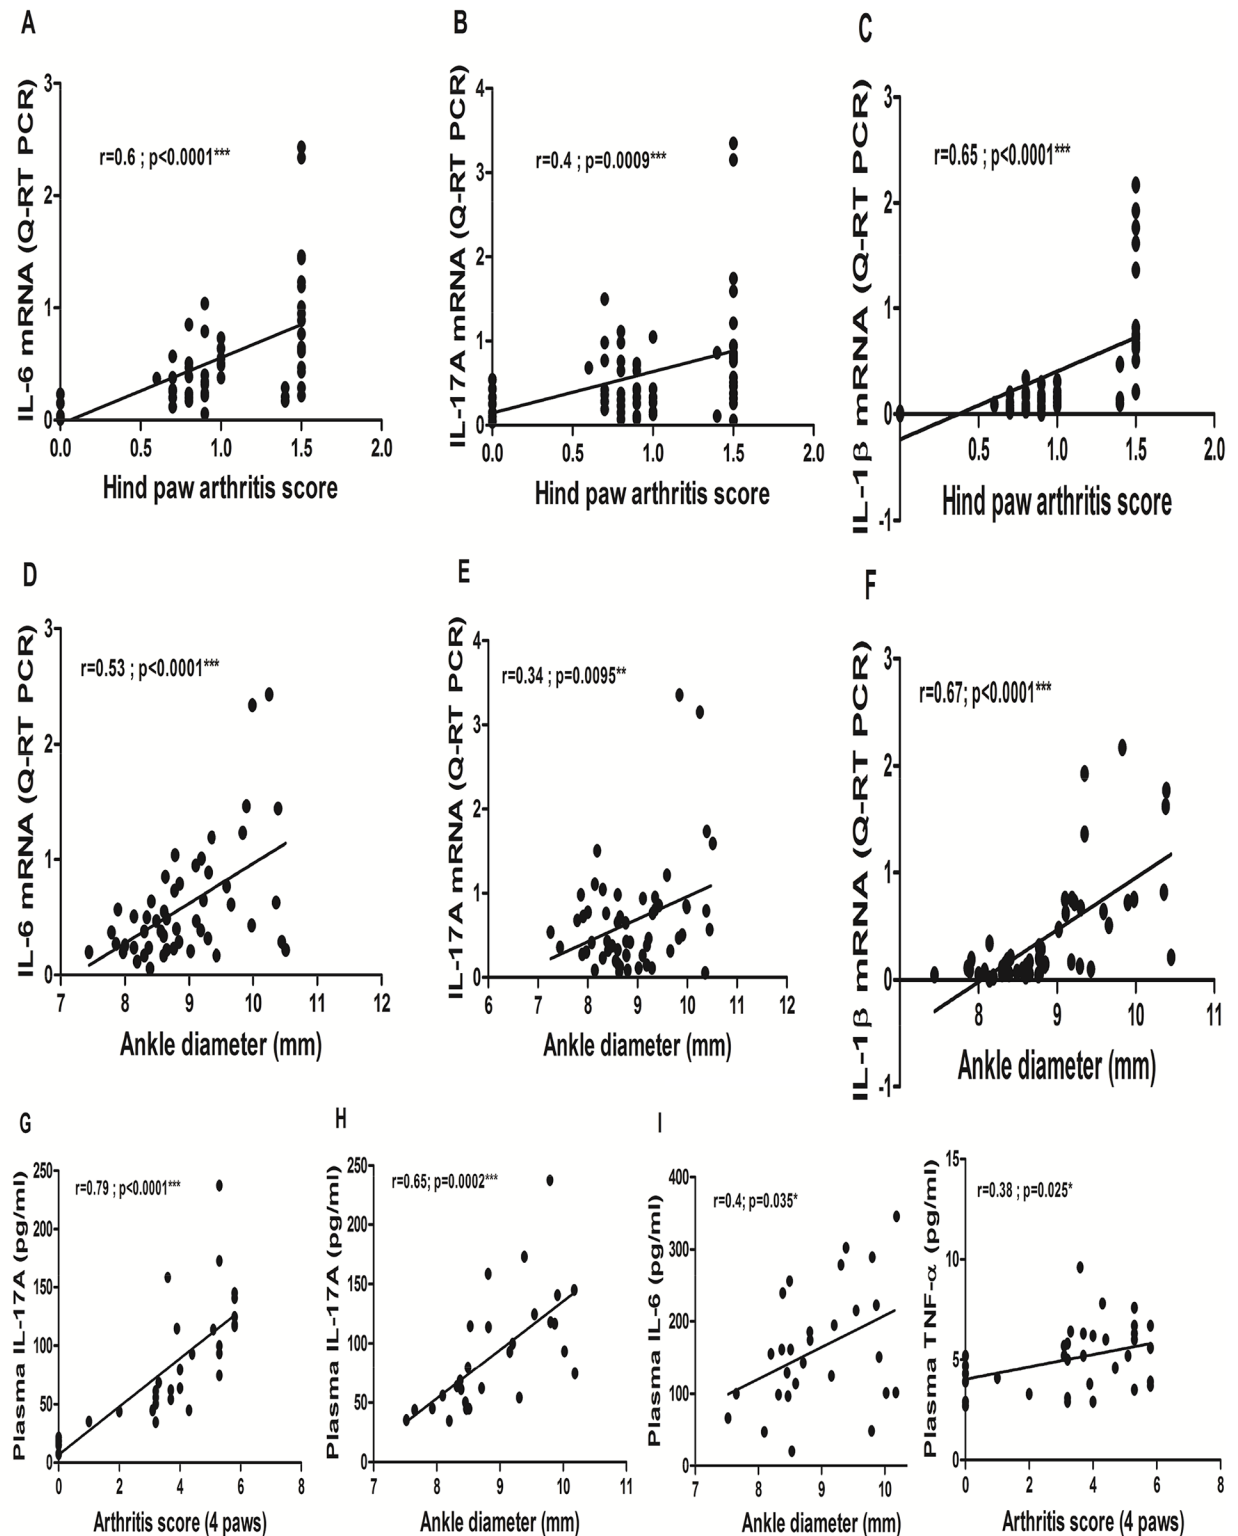 A
IL-6 mRNA (Q-RT PCR)
3
2
1
0
r=0.6 ; p<0.0001***
0.0 0.5 1.0 1.5 2.0
Hind paw arthritis score
B
IL-17A mRNA (Q-RT PCR)
4
3
2
1
0
r=0.4 ; p=0.0009***
0.0 0.5 1.0 1.5 2.0
Hind paw arthritis score
C
IL-1β mRNA (Q-RT PCR)
3
2
1
0
-1
r=0.65 ; p<0.0001***
0.5 1.0 1.5 2.0
Hind paw arthritis score
D
IL-6 mRNA (Q-RT PCR)
3
2
1
0
r=0.53 ; p<0.0001***
7 8 9 10 11 12
Ankle diameter (mm)
E
IL-17A mRNA (Q-RT PCR)
4
3
2
1
0
r=0.34 ; p=0.0095**
6 7 8 9 10 11 12
Ankle diameter (mm)
F
IL-1β mRNA (Q-RT PCR)
3
2
1
0
-1
r=0.67; p<0.0001***
8 9 10 11
Ankle diameter (mm)
G
Plasma IL-17A (pg/ml)
250
200
150
100
50
0
r=0.79 ; p<0.0001***
0 2 4 6 8
Arthritis score (4 paws)
H
Plasma IL-17A (pg/ml)
250
200
150
100
50
0
r=0.65; p=0.0002***
7 8 9 10 11
Ankle diameter (mm)
I
Plasma IL-6 (pg/ml)
400
300
200
100
0
r=0.4; p=0.035*
7 8 9 10
Ankle diameter (mm)
Plasma TNF-α (pg/ml)
15
10
5
0
r=0.38 ; p=0.025*
0 2 4 6 8
Arthritis score (4 paws)